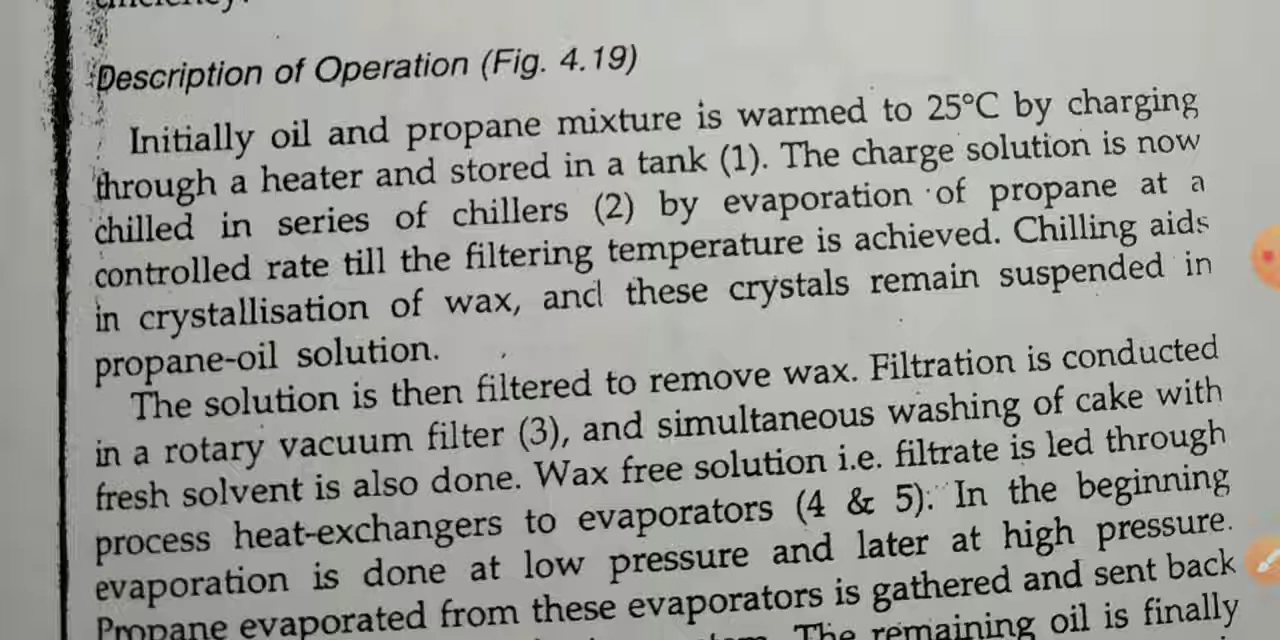 Description of Operation (Fig. 4.19)
Initially oil and propane mixture is warmed to 25°C by charging
through a heater and stored in a tank (1). The charge solution is now
chilled in series of chillers (2) by evaporation of propane at a
controlled rate till the filtering temperature is achieved. Chilling aids
in crystallisation of wax, and these crystals remain suspended in
propane-oil solution.
The solution is then filtered to remove wax. Filtration is conducted
in a rotary vacuum filter (3), and simultaneous washing of cake with
fresh solvent is also done. Wax free solution i.e. filtrate is led through
process heat-exchangers to evaporators (4 & 5). In the beginning
evaporation is done at low pressure and later at high pressure.
Propane evaporated from these evaporators is gathered and sent back
The remaining oil is finally